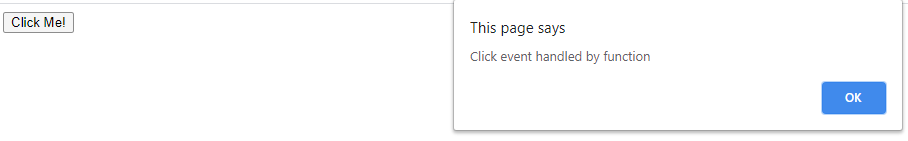 Click Me!
This page says
Click event handled by function
OK